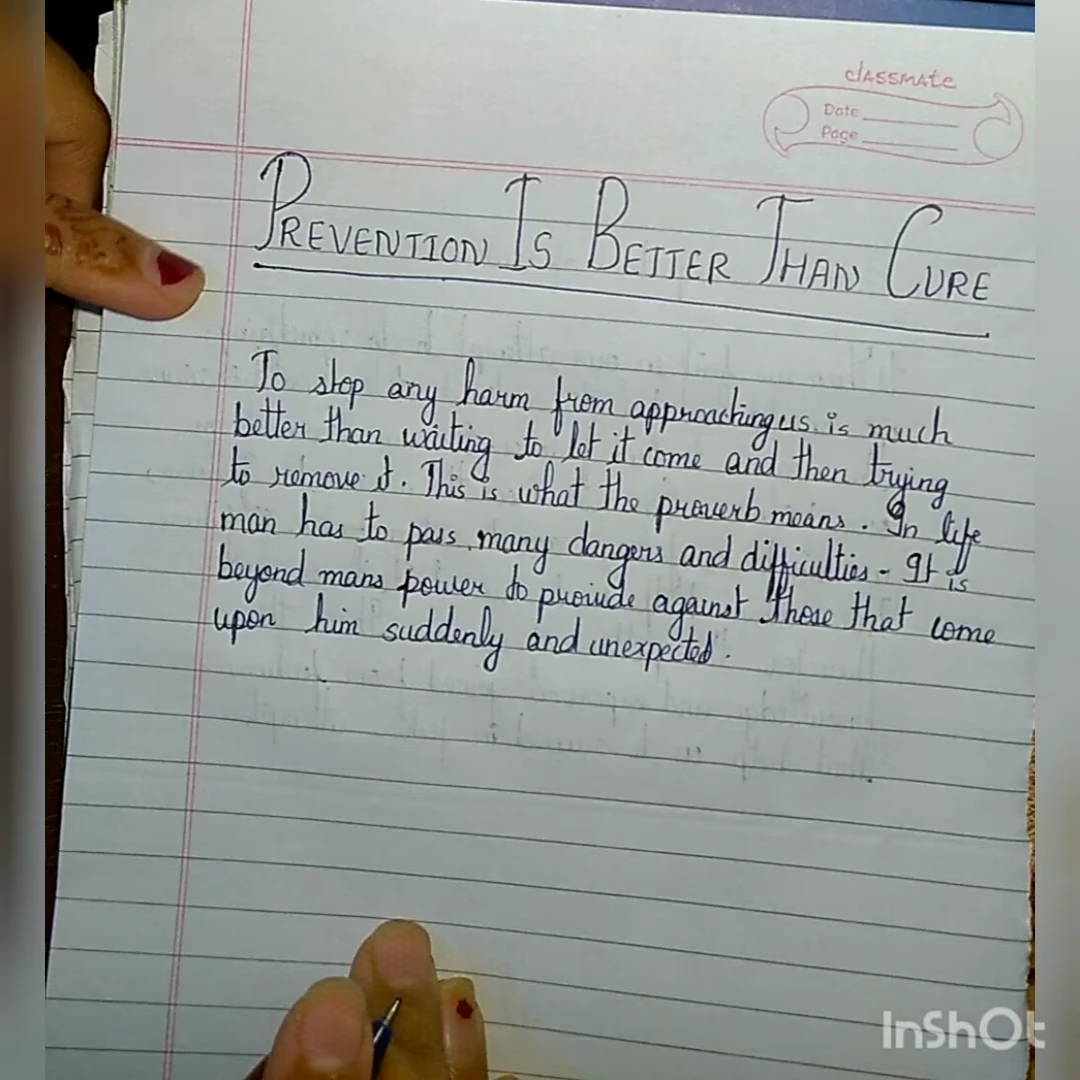 classmate
Date
Page
PREVENTION IS BETTER THAN CURE
To stop any harm from approaching us is much
better than waiting to let it come and then trying
to remove it. This is what the proverb means. In life
man has to pass many dangers and difficulties - It is
beyond mans power to provide against those that come
upon him suddenly and unexpected.
InShOt